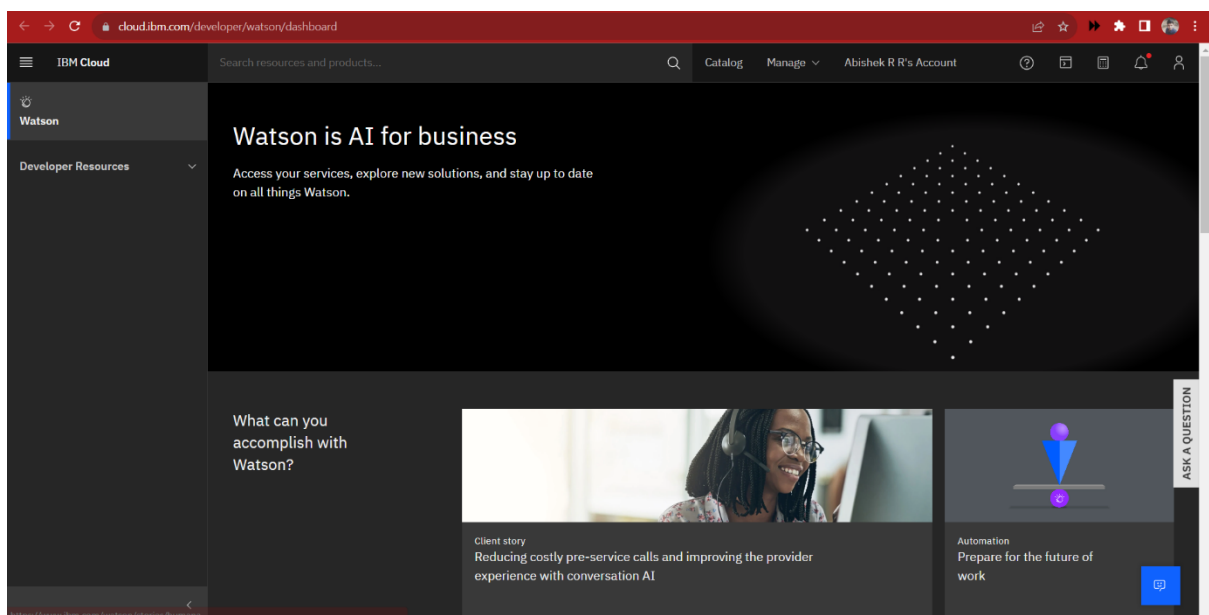 cloud.ibm.com/developer/watson/dashboard
IBM Cloud
Search resources and products...
Catalog
Manage
Abishek R R's Account
Watson
Developer Resources
Watson is AI for business
Access your services, explore new solutions, and stay up to date
on all things Watson.
What can you
accomplish with
Watson?
Client story
Reducing costly pre-service calls and improving the provider
experience with conversation AI
Automation
Prepare for the future of
work
ASK A QUESTION